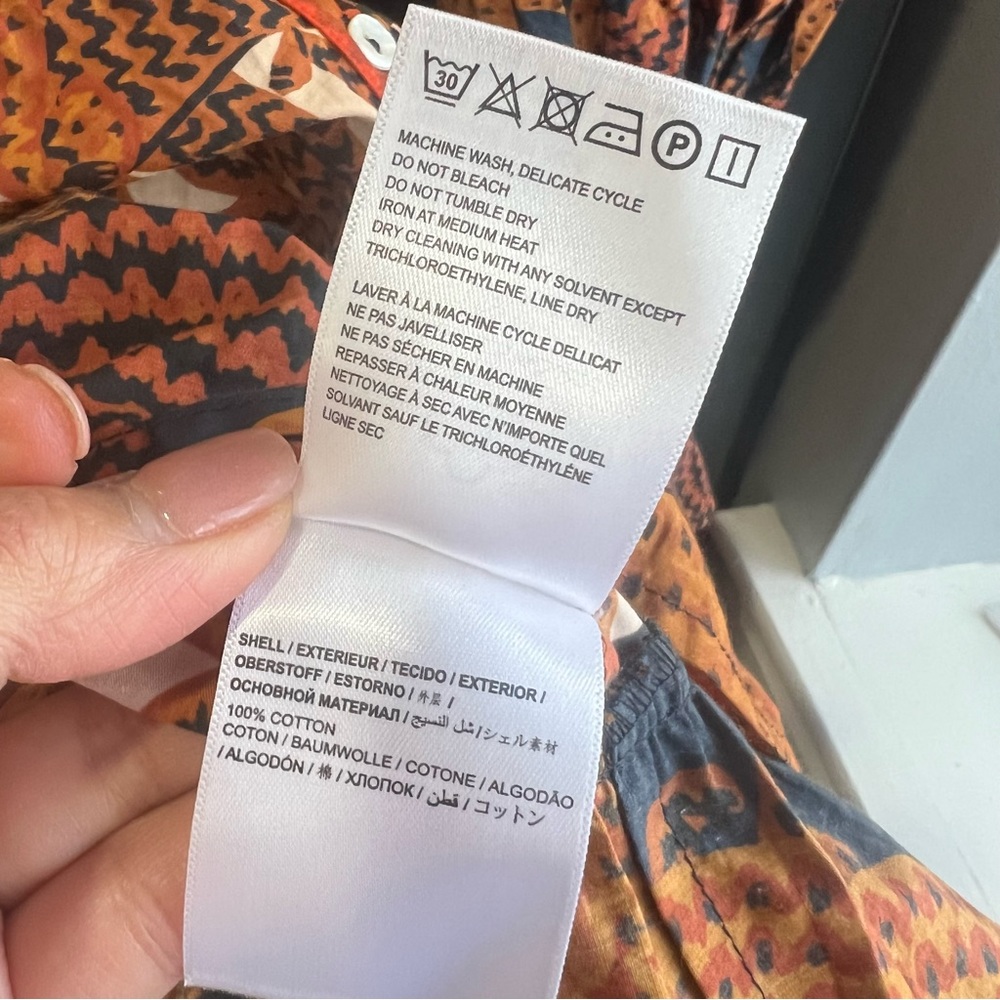 30 P
MACHINE WASH, DELICATE CYCLE
DO NOT BLEACH
DO NOT TUMBLE DRY
IRON AT MEDIUM HEAT
DRY CLEANING WITH ANY SOLVENT EXCEPT
TRICHLOROETHYLENE, LINE DRY
LAVER À LA MACHINE CYCLE DELLICAT
NE PAS JAVELLISER
NE PAS SÉCHER EN MACHINE
REPASSER À CHALEUR MOYENNE
NETTOYAGE À SEC AVEC N'IMPORTE QUEL
SOLVANT SAUF LE TRICHLOROÉTHYLÈNE
LIGNE SEC
SHELL / EXTERIEUR / TECIDO / EXTERIOR /
OBERSTOFF / ESTORNO / 外层 /
ОСНОВНОЙ МАТЕРИАЛ / النسيج / シェル素材
100% COTTON
COTON / BAUMWOLLE / COTONE / ALGODÃO
/ ALGODÓN / 棉 / ХЛОПОК / قطن / コットン